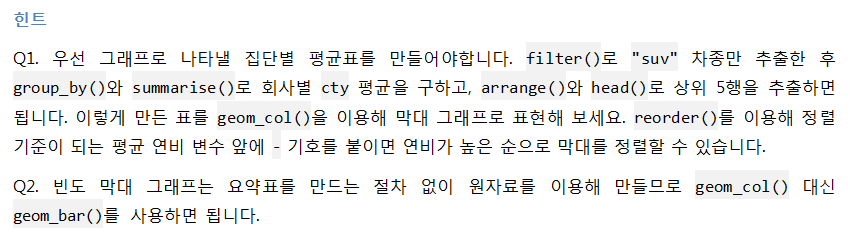 힌트
Q1. 우선 그래프로 나타낼 집단별 평균표를 만들어야합니다. filter()로 "suv" 차종만 추출한 후
group_by()와 summarise()로 회사별 cty 평균을 구하고, arrange()와 head()로 상위 5행을 추출하면
됩니다. 이렇게 만든 표를 geom_col()을 이용해 막대 그래프로 표현해 보세요. reorder()를 이용해 정렬
기준이 되는 평균 연비 변수 앞에 - 기호를 붙이면 연비가 높은 순으로 막대를 정렬할 수 있습니다.
Q2. 빈도 막대 그래프는 요약표를 만드는 절차 없이 원자료를 이용해 만들므로 geom_col() 대신
geom_bar()를 사용하면 됩니다.